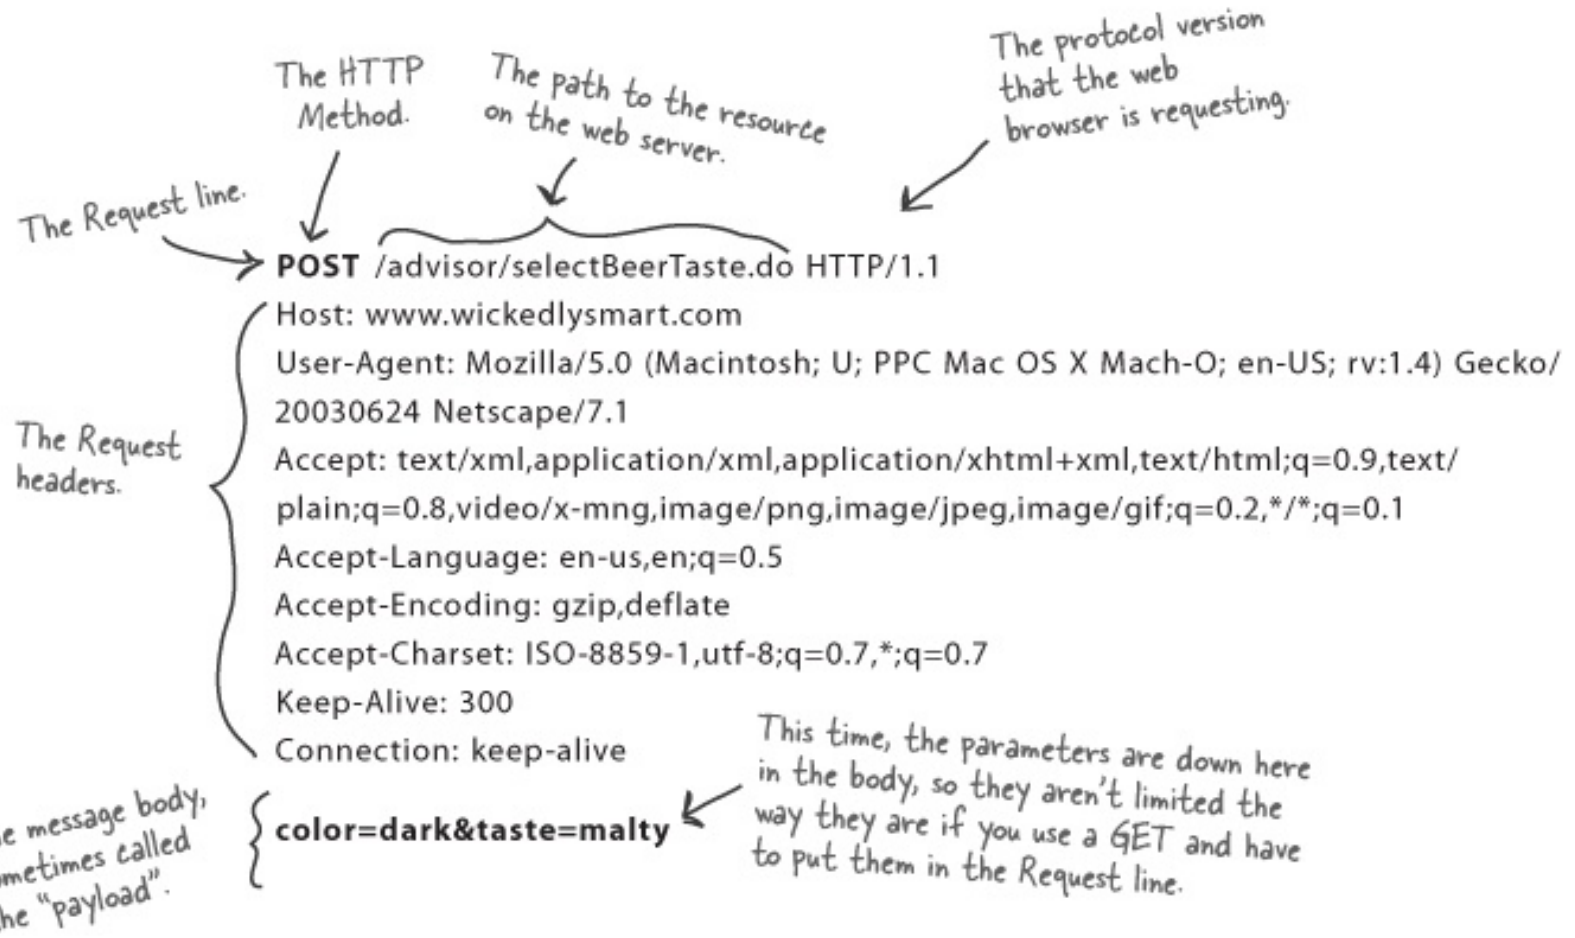 The HTTP
Method.
The path to the resource
on the web server.
The protocol version
that the web
browser is requesting.
The Request line.
POST /advisor/selectBeerTaste.do HTTP/1.1
Host: www.wickedlysmart.com
User-Agent: Mozilla/5.0 (Macintosh; U; PPC Mac OS X Mach-O; en-US; rv:1.4) Gecko/
20030624 Netscape/7.1
The Request
headers.
Accept: text/xml,application/xml,application/xhtml+xml,text/html;q=0.9,text/
plain;q=0.8,video/x-mng,image/png,image/jpeg,image/gif;q=0.2,*/*;q=0.1
Accept-Language: en-us,en;q=0.5
Accept-Encoding: gzip,deflate
Accept-Charset: ISO-8859-1,utf-8;q=0.7,*;q=0.7
Keep-Alive: 300
Connection: keep-alive
message body,
called
"payload".
color=dark&taste=malty
This time, the parameters are down here
in the body, so they aren't limited the
way they are if you use a GET and have
to put them in the Request line.